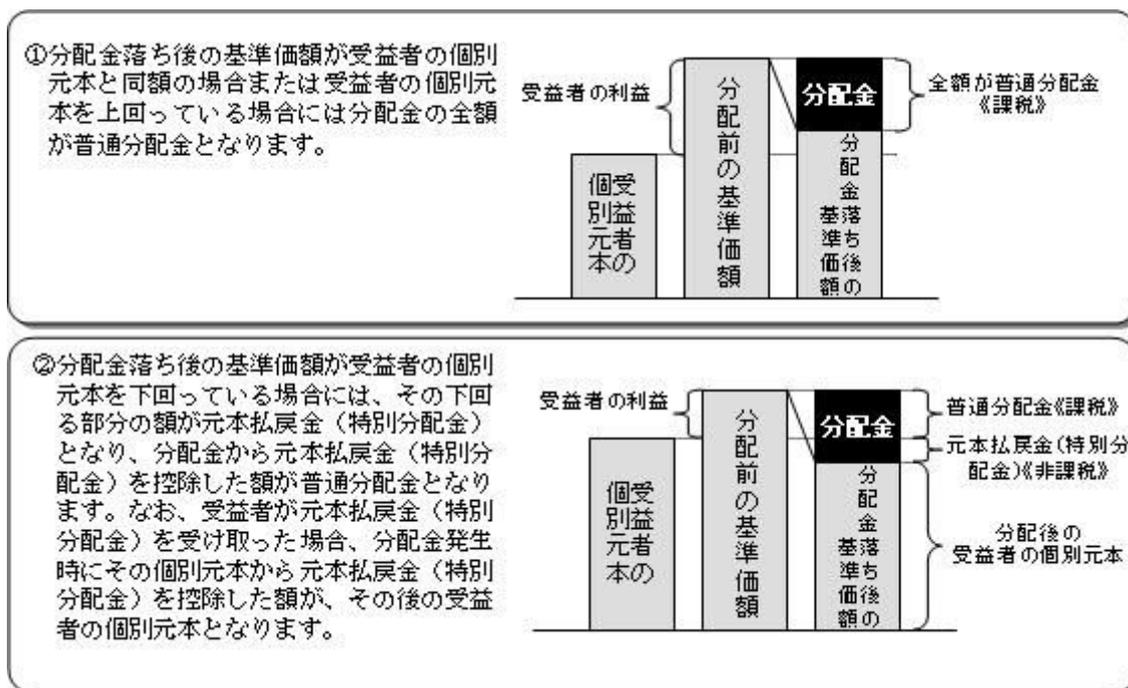 ①分配金落ち後の基準価額が受益者の個別
元本と同額の場合または受益者の個別元
本を上回っている場合には分配金の全額
が普通分配金となります。
受益者の利益
受益者の
個別元本
分配前の基準価額
分配金
分配金落ち後の
基準価額
全額が普通分配金
《課税》
②分配金落ち後の基準価額が受益者の個別
元本を下回っている場合には、その下回
る部分の額が元本払戻金（特別分配金）
となり、分配金から元本払戻金（特別分
配金）を控除した額が普通分配金となり
ます。なお、受益者が元本払戻金（特別
分配金）を受け取った場合、分配金発生
時にその個別元本から元本払戻金（特別
分配金）を控除した額が、その後の受益
者の個別元本となります。
受益者の利益
受益者の
個別元本
分配前の基準価額
分配金
分配金落ち後の
基準価額
普通分配金《課税》
元本払戻金(特別分
配金)《非課税》
分配後の
受益者の個別元本